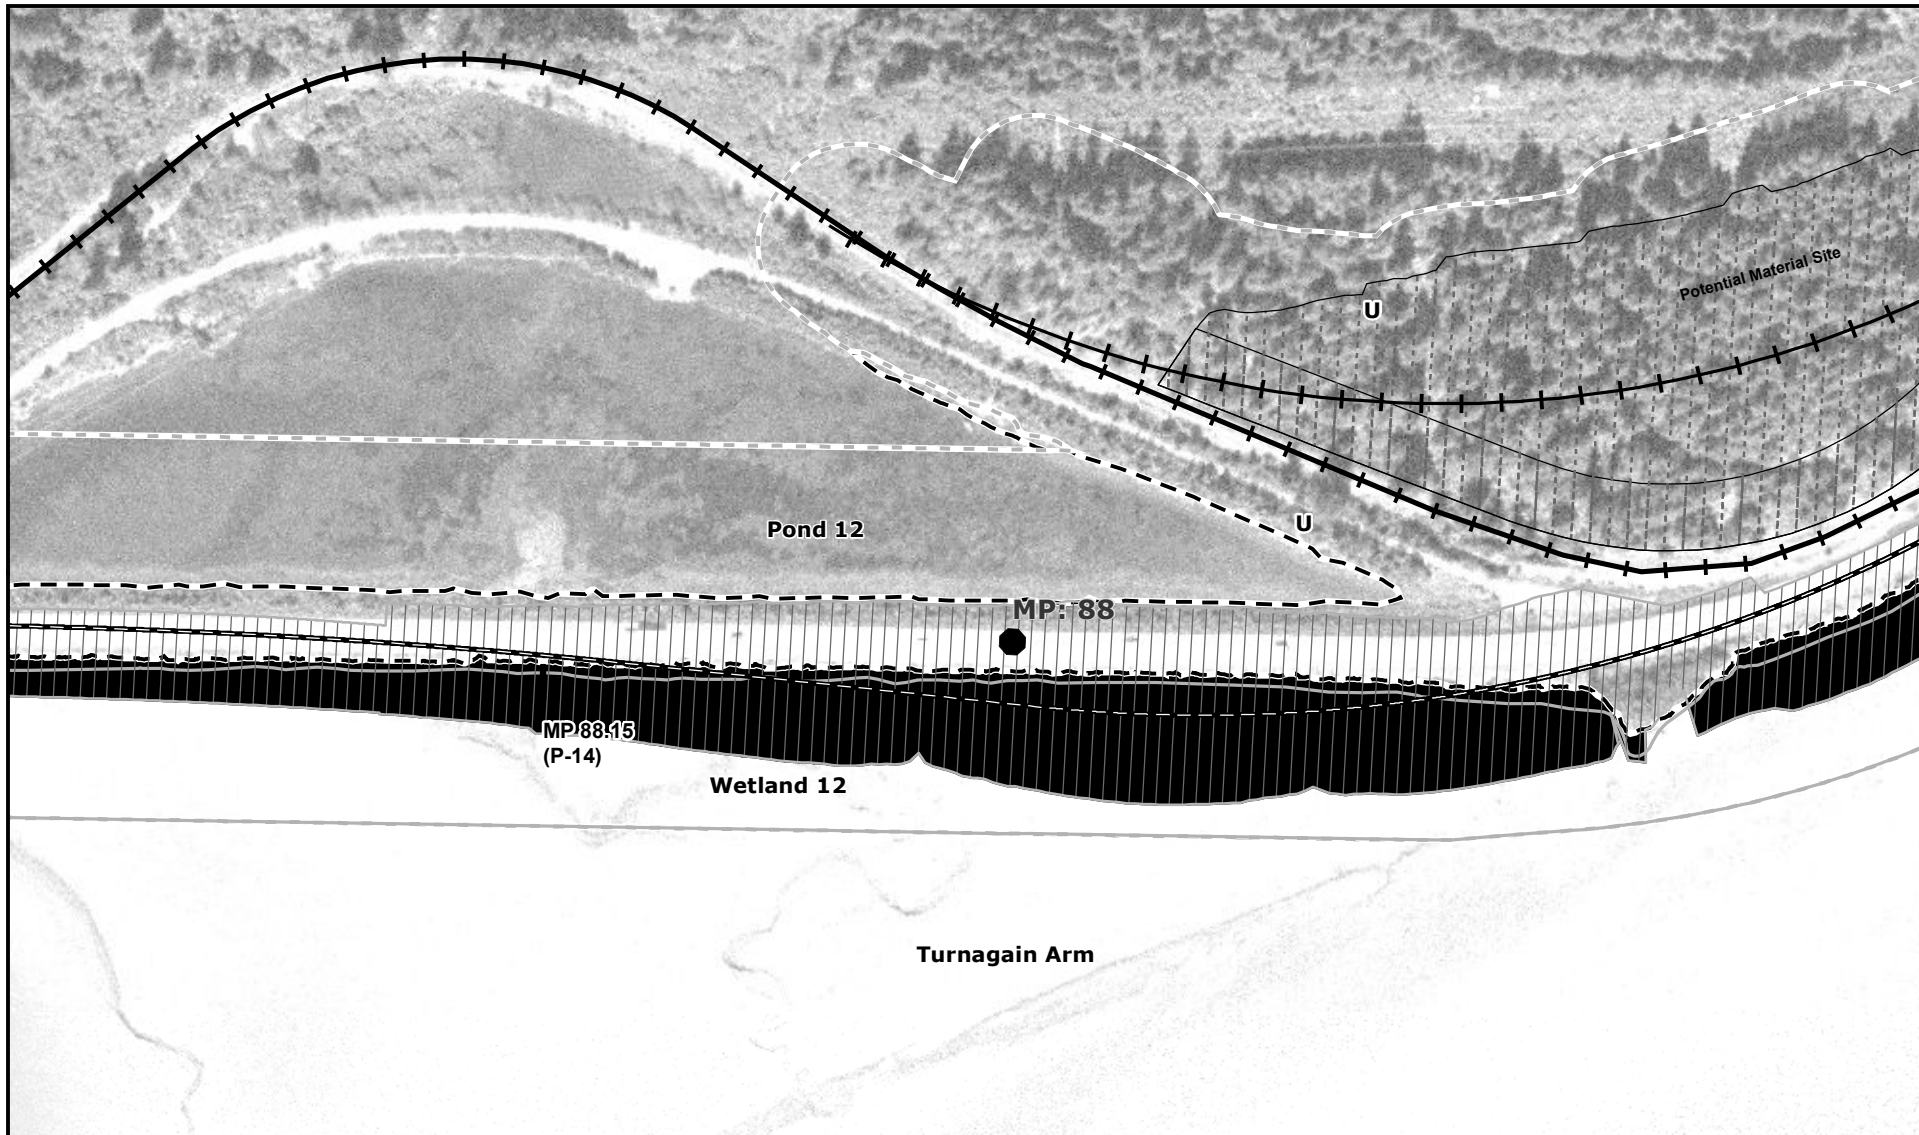 Potential Material Site
U
U
Pond 12
MP: 88
MP 88.15
(P-14)
Wetland 12
Turnagain Arm